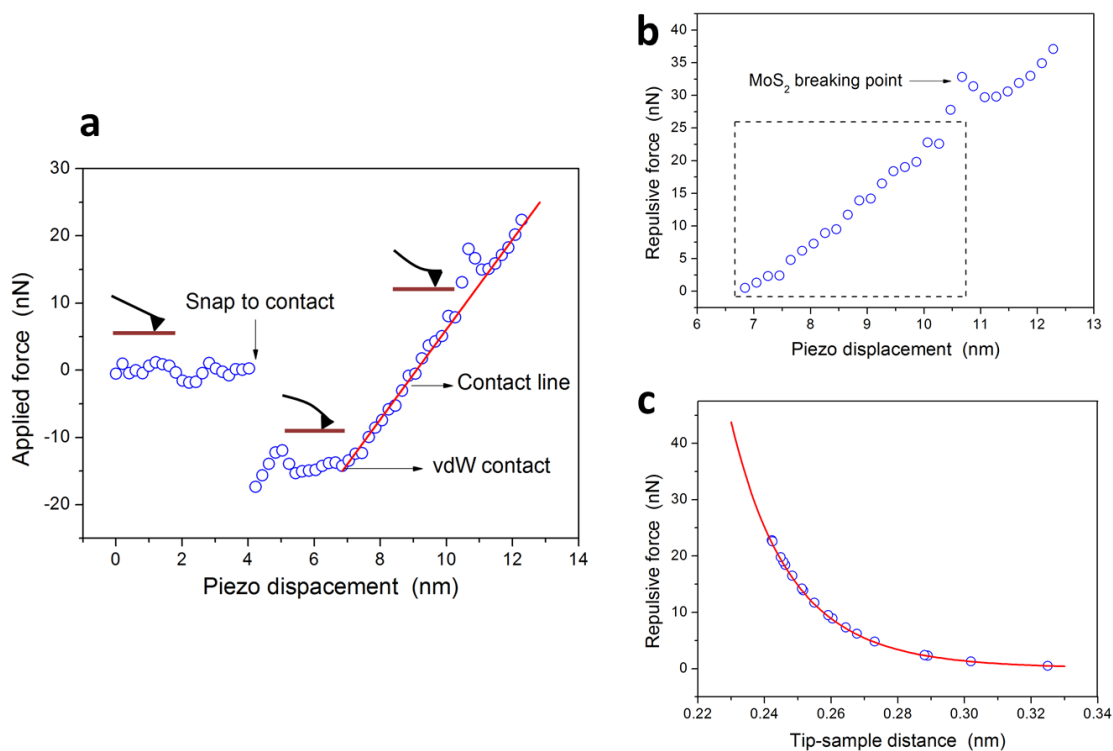 a
30
20
10
0
-10
-20
0 2 4 6 8 10 12 14
Applied force (nN)
Piezo dispacement (nm)
Snap to contact
Contact line
vdW contact
b
40
35
30
25
20
15
10
5
0
6 7 8 9 10 11 12 13
Repulsive force (nN)
Piezo displacement (nm)
MoS₂ breaking point
c
40
30
20
10
0
0.22 0.24 0.26 0.28 0.30 0.32 0.34
Repulsive force (nN)
Tip-sample distance (nm)